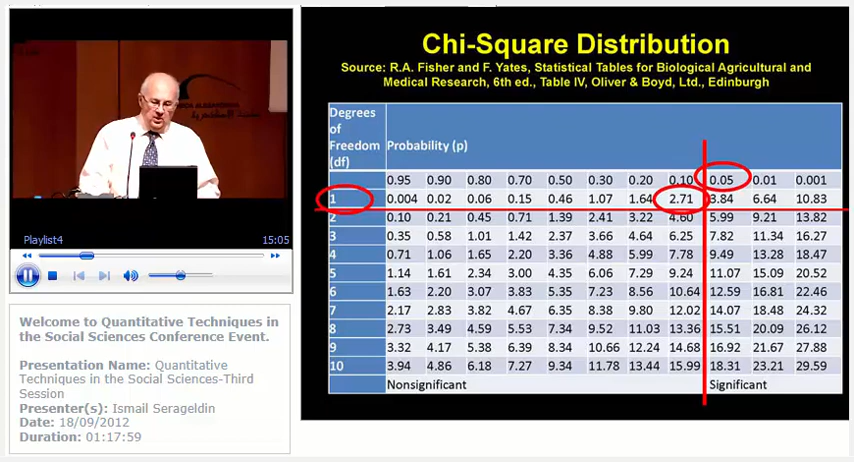 Playlist4 15:05
Welcome to Quantitative Techniques in
the Social Sciences Conference Event.
Presentation Name: Quantitative
Techniques in the Social Sciences-Third
Session
Presenter(s): Ismail Serageldin
Date: 18/09/2012
Duration: 01:17:59
Chi-Square Distribution
Source: R.A. Fisher and F. Yates, Statistical Tables for Biological Agricultural and
Medical Research, 6th ed., Table IV, Oliver & Boyd, Ltd., Edinburgh
Degrees
of
Freedom
(df)
Probability (p)
0.95 0.90 0.80 0.70 0.50 0.30 0.20 0.10 0.05 0.01 0.001
1 0.004 0.02 0.06 0.15 0.46 1.07 1.64 2.71 3.84 6.64 10.83
2 0.10 0.21 0.45 0.71 1.39 2.41 3.22 4.60 5.99 9.21 13.82
3 0.35 0.58 1.01 1.42 2.37 3.66 4.64 6.25 7.82 11.34 16.27
4 0.71 1.06 1.65 2.20 3.36 4.88 5.99 7.78 9.49 13.28 18.47
5 1.14 1.61 2.34 3.00 4.35 6.06 7.29 9.24 11.07 15.09 20.52
6 1.63 2.20 3.07 3.83 5.35 7.23 8.56 10.64 12.59 16.81 22.46
7 2.17 2.83 3.82 4.67 6.35 8.38 9.80 12.02 14.07 18.48 24.32
8 2.73 3.49 4.59 5.53 7.34 9.52 11.03 13.36 15.51 20.09 26.12
9 3.32 4.17 5.38 6.39 8.34 10.66 12.24 14.68 16.92 21.67 27.88
10 3.94 4.86 6.18 7.27 9.34 11.78 13.44 15.99 18.31 23.21 29.59
Nonsignificant Significant